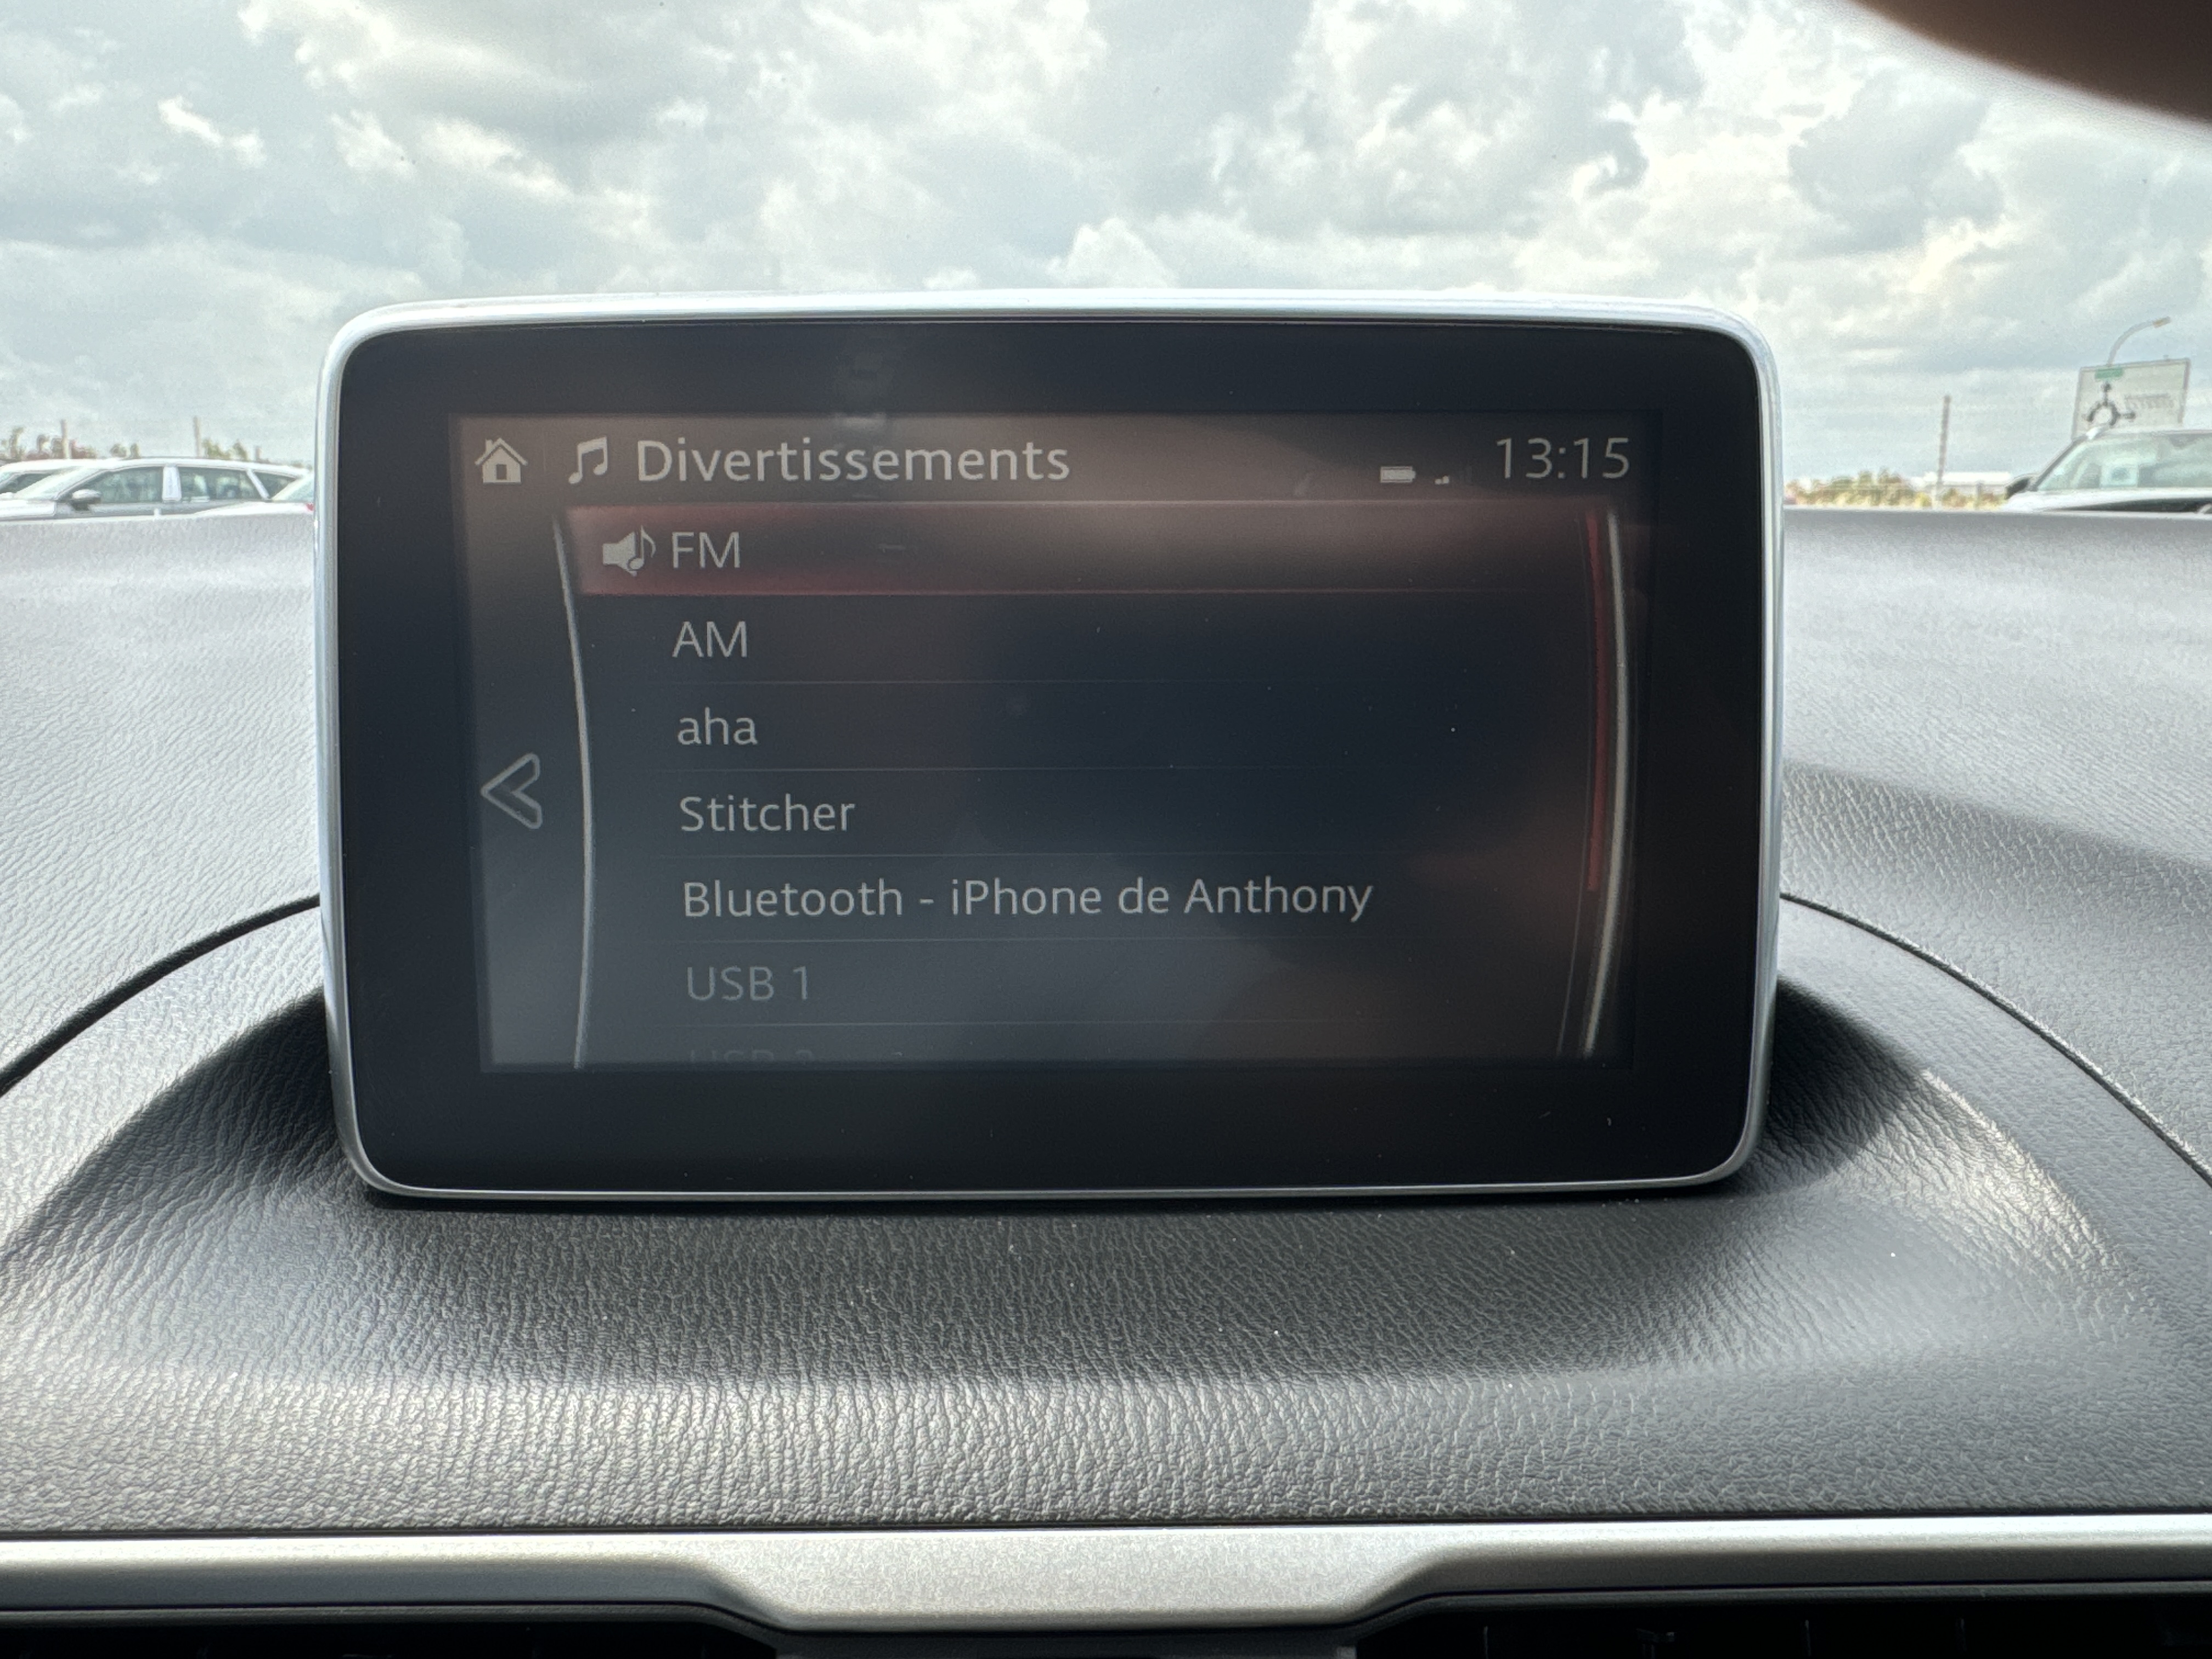 Divertissements
13:15
FM
AM
aha
Stitcher
Bluetooth - iPhone de Anthony
USB 1